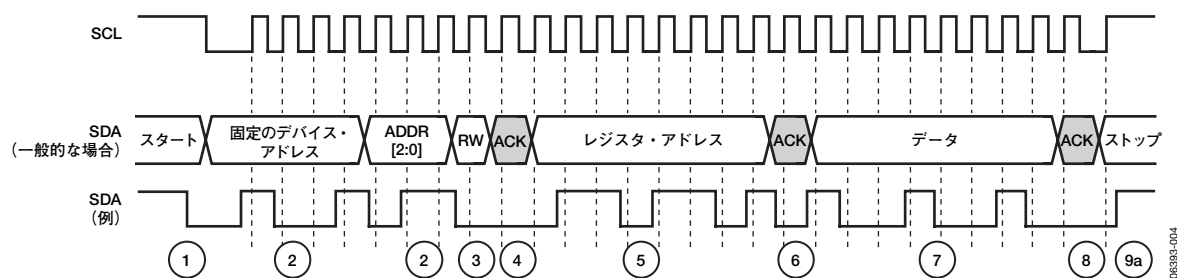 SCL
SDA
(一般的な場合)
スタート
固定のデバイス・
アドレス
ADDR
[2:0]
RW
ACK
レジスタ・アドレス
ACK
データ
ACK
ストップ
SDA
(例)
1
2
2
3
4
5
6
7
8
9a
06393-004